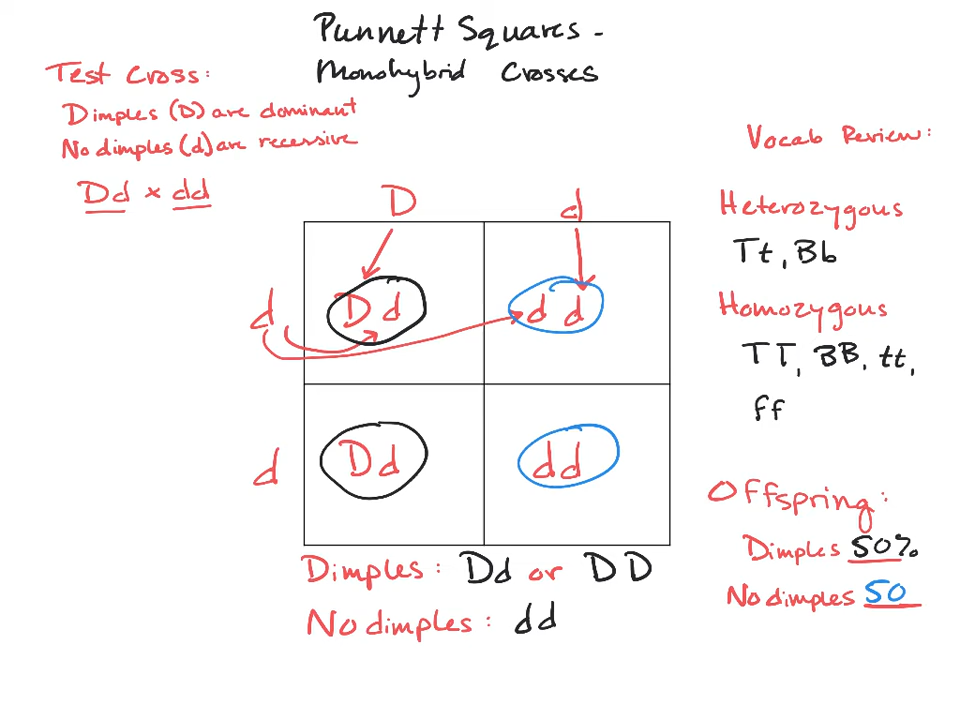 Punnett Squares -
Monohybrid Crosses
Test Cross:
Dimples (D) are dominant
No dimples (d) are recessive
Dd x dd
Vocab Review:
Heterozygous
Tt, Bb
Homozygous
TT, BB, tt,
ff
D d
d Dd dd
d Dd dd
Dimples: Dd or DD
No dimples: dd
Offspring:
Dimples 50%
No dimples 50